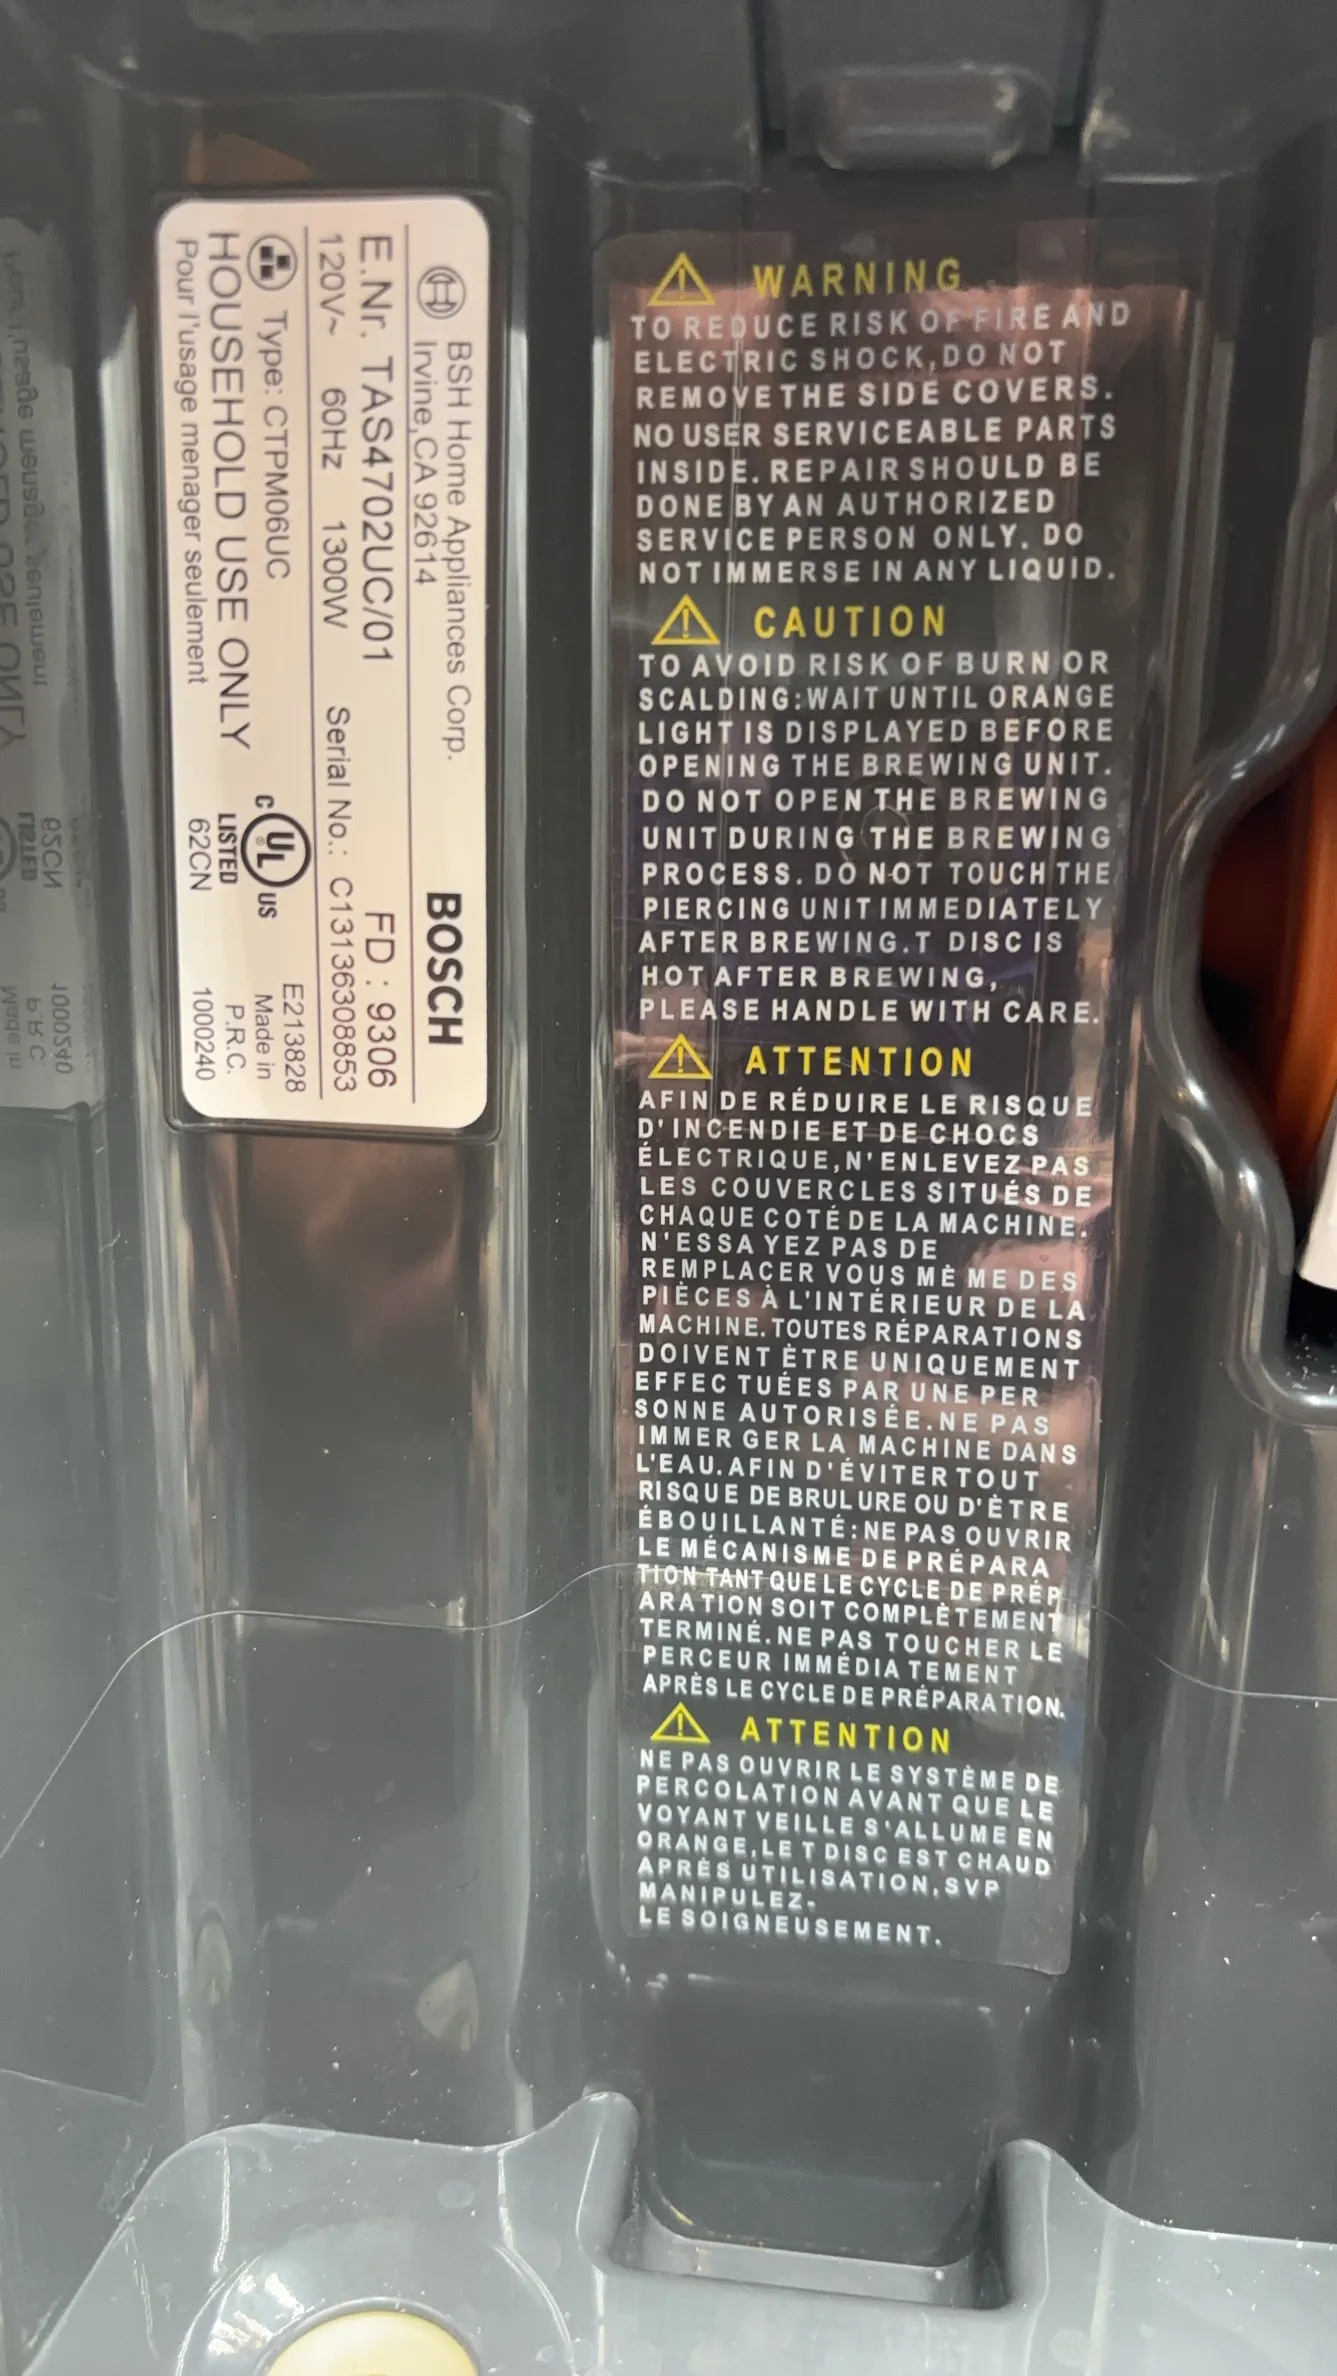 BSH Home Appliances Corp.
Irvine,CA 92614
BOSCH
E.Nr. TAS4702UC/01 FD : 9306
120V~ 60Hz 1300W Serial No.: C1313630 8853
Type: CTPM06UC
HOUSEHOLD USE ONLY
Pour l'usage menager seulement
C UL US
®
LISTED
62CN
E213828
Made in
P.R.C.
1000240
WARNING
TO REDUCE RISK OF FIRE AND
ELECTRIC SHOCK,DO NOT
REMOVE THE SIDE COVERS.
NO USER SERVICEABLE PARTS
INSIDE. REPAIR SHOULD BE
DONE BY AN AUTHORIZED
SERVICE PERSON ONLY. DO
NOT IMMERSE IN ANY LIQUID.
CAUTION
TO AVOID RISK OF BURN OR
SCALDING:WAIT UNTIL ORANGE
LIGHT IS DISPLAYED BEFORE
OPENING THE BREWING UNIT.
DO NOT OPEN THE BREWING
UNIT DURING THE BREWING
PROCESS. DO NOT TOUCH THE
PIERCING UNIT IMMEDIATELY
AFTER BREWING.T DISC IS
HOT AFTER BREWING,
PLEASE HANDLE WITH CARE.
ATTENTION
AFIN DE RÉDUIRE LE RISQUE
D'INCENDIE ET DE CHOCS
ÉLECTRIQUE,N'ENLEVEZ PAS
LES COUVERCLES SITUÉS DE
CHAQUE COTÉ DE LA MACHINE.
N'ESSA YEZ PAS DE
REMPLACER VOUS MÈ ME DES
PIÈCES À L'INTÉRIEUR DE LA
MACHINE.TOUTES RÉPARATIONS
DOIVENT ÈTRE UNIQUEMENT
EFFEC TUÉES PAR UNE PER
SONNE AUTORISÉE.NE PAS
IMMER GER LA MACHINE DANS
L'EAU.AFIN D'ÉVITER TOUT
RISQUE DE BRULURE OU D'ÈTRE
ÉBOUILLANTÉ:NE PAS OUVRIR
LE MÉCANISME DE PRÉPARA
TION TANT QUE LE CYCLE DE PRÉP
ARATION SOIT COMPLÈTEMENT
TERMINÉ.NE PAS TOUCHER LE
PERCEUR IMMÉDIA TEMENT
APRÈS LE CYCLE DE PRÉPARATION.
ATTENTION
NE PAS OUVRIR LE SYSTÈME DE
PERCOLATION AVANT QUE LE
VOYANT VEILLE S'ALLUME EN
ORANGE,LE T DISC EST CHAUD
APRÈS UTILISATION,SVP
MANIPULEZ-
LE SOIGNEUSEMENT.